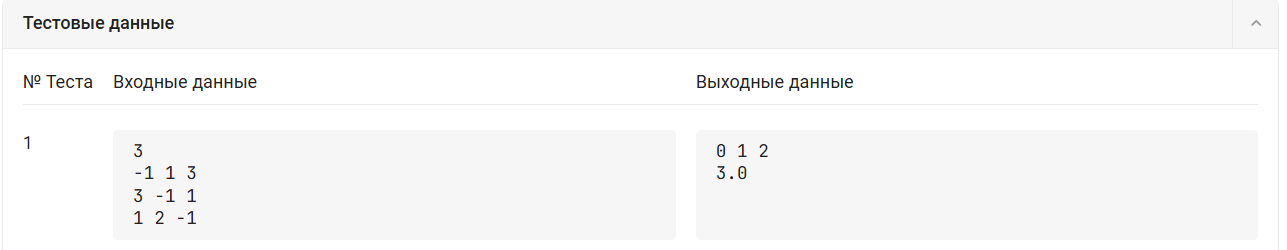 Тестовые данные
№ Теста Входные данные Выходные данные
1
3
-1 1 3
3 -1 1
1 2 -1
0 1 2
3.0